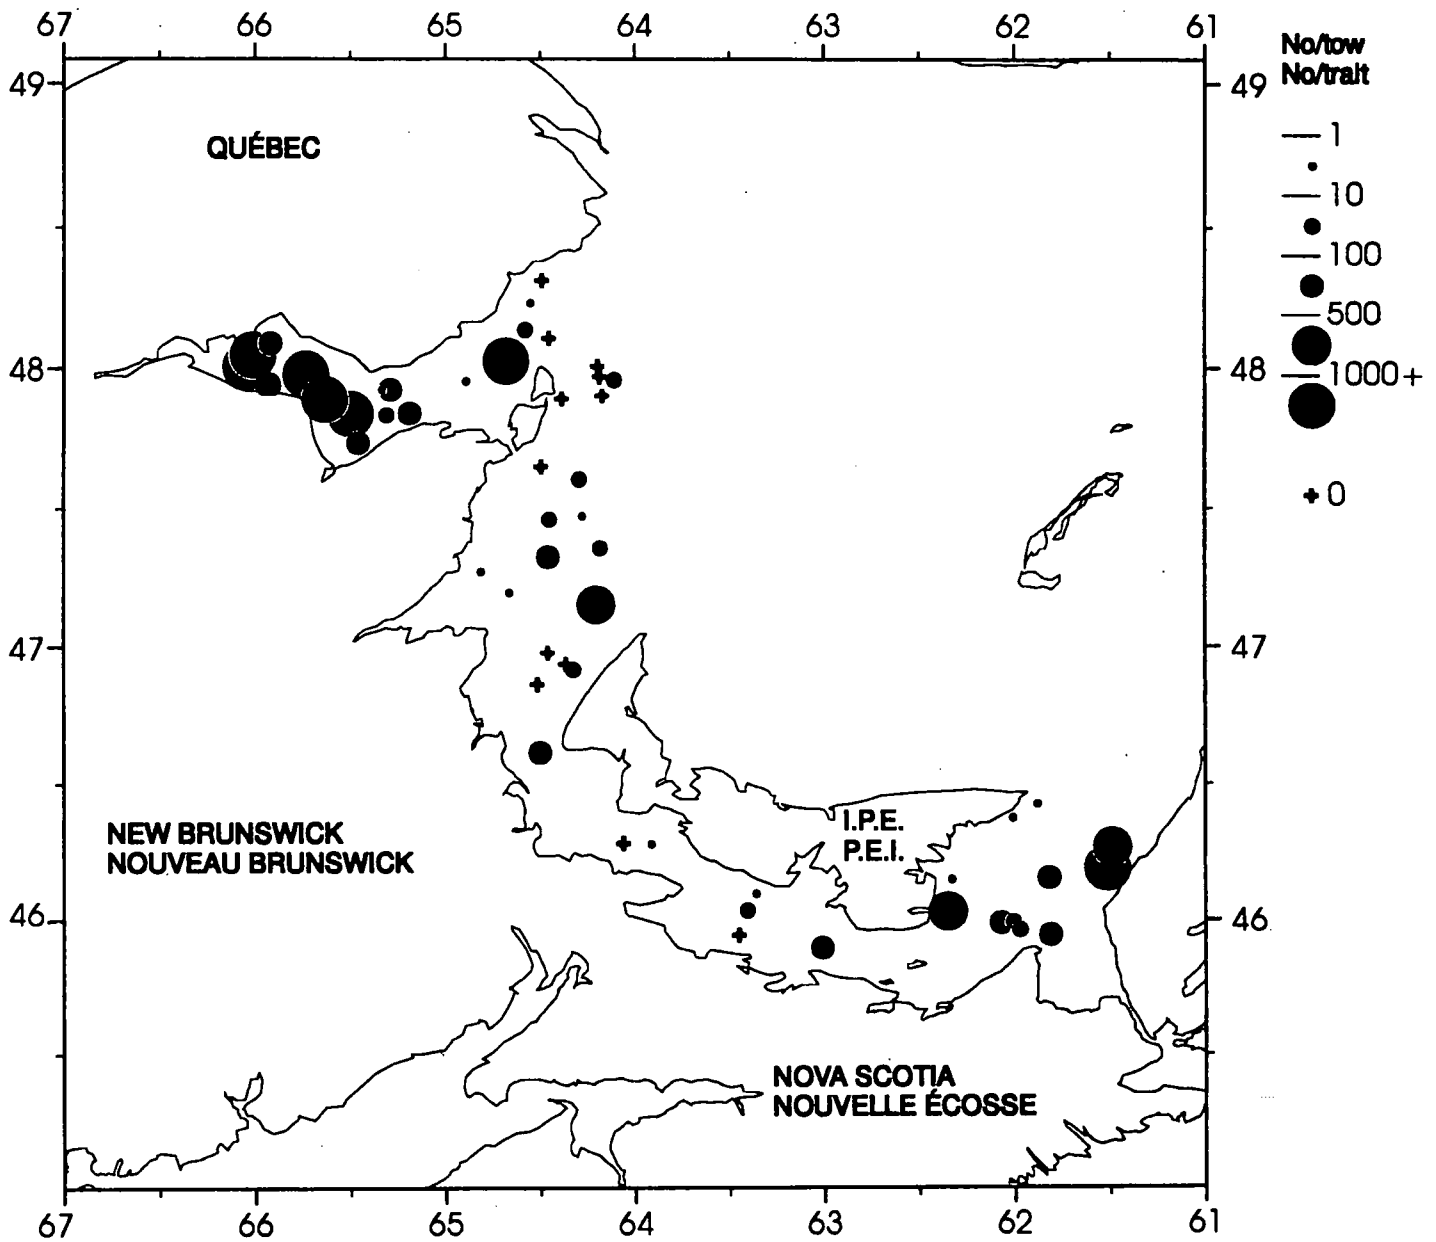 67 66 65 64 63 62 61
No/tow
No/trait
49 49
1
QUÉBEC
10
100
500
48 48
1000+
0
47 47
I.P.E.
P.E.I.
NEW BRUNSWICK
NOUVEAU BRUNSWICK
46 46
NOVA SCOTIA
NOUVELLE ÉCOSSE
67 66 65 64 63 62 61